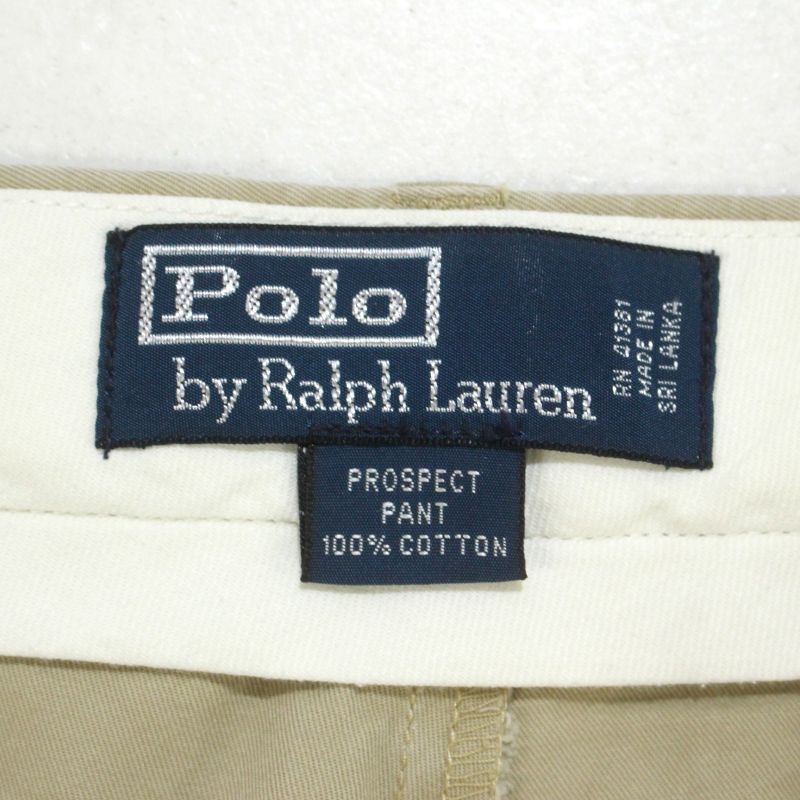 Polo
by Ralph Lauren
RN 41381
MADE IN
SRI LANKA
PROSPECT
PANT
100% COTTON